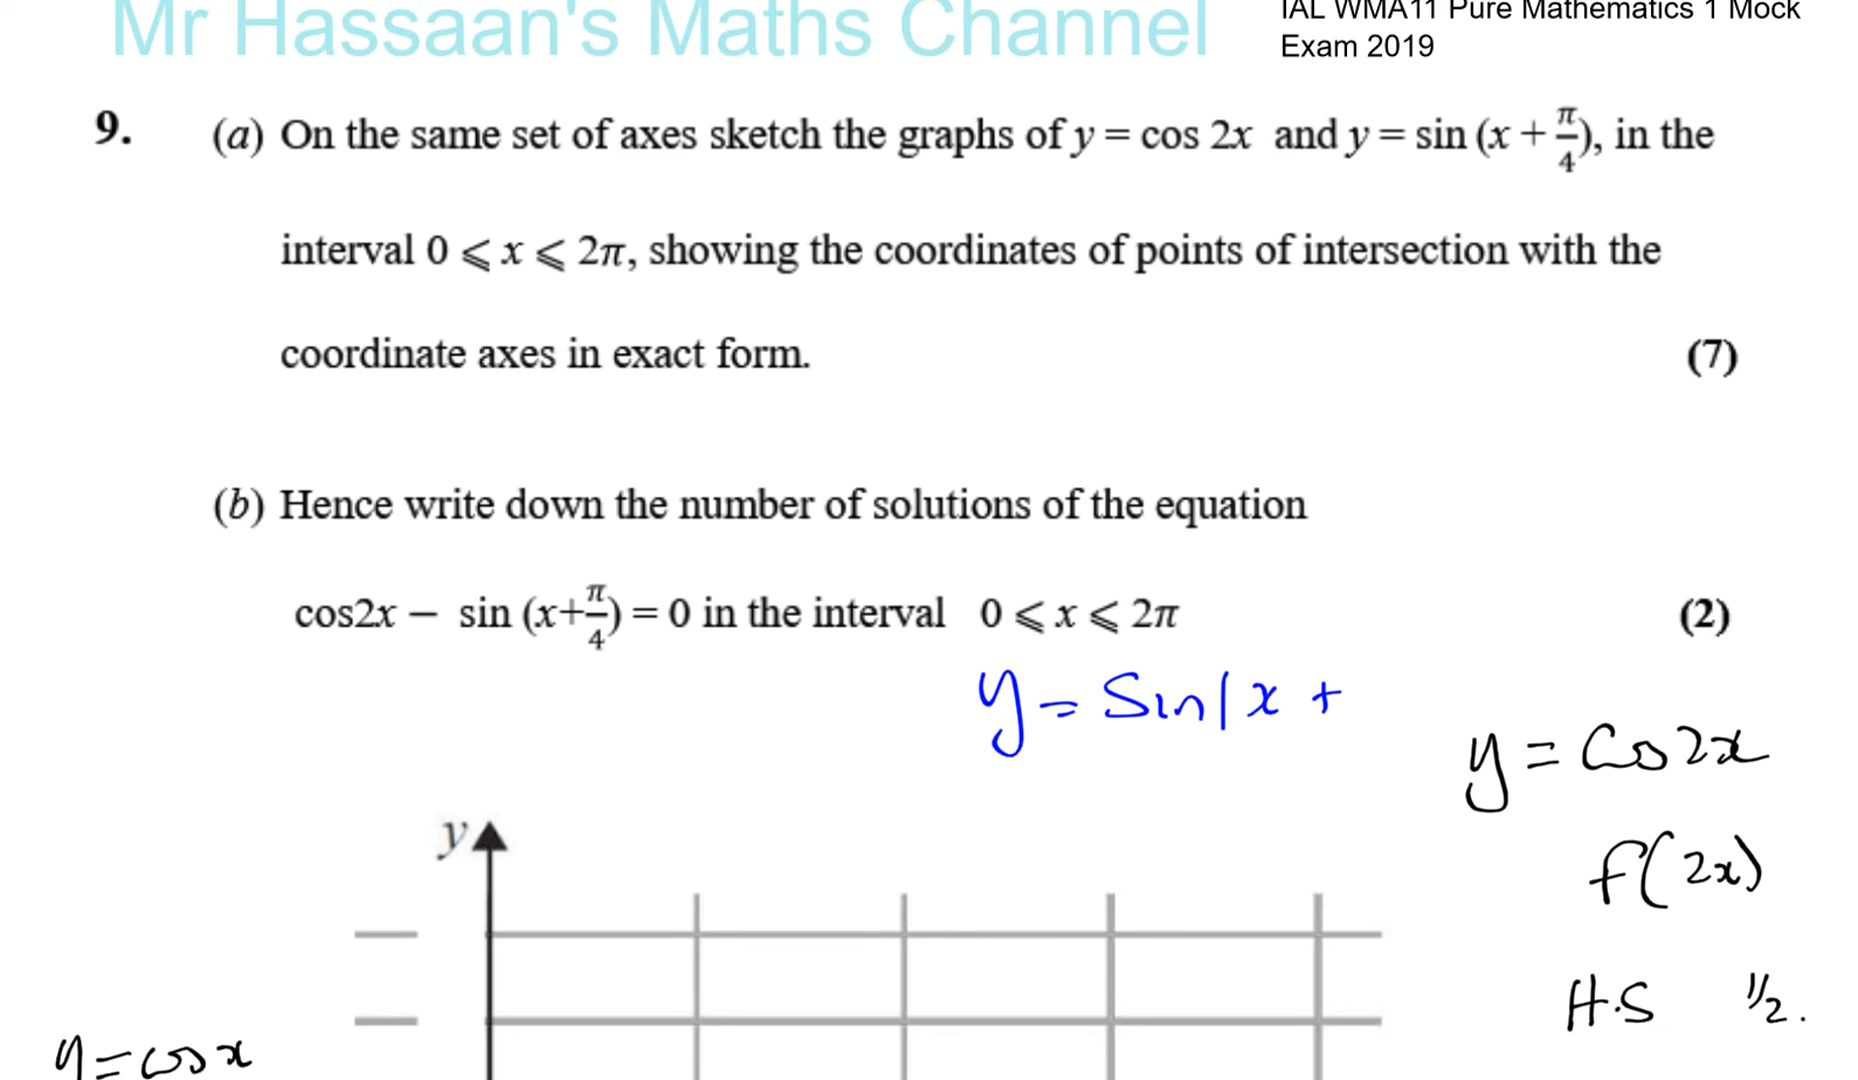 Mr Hassaan's Maths Channel
IAL WMA11 Pure Mathematics 1 Mock
Exam 2019
9. (a) On the same set of axes sketch the graphs of y = cos 2x and y = sin (x + π/4), in the
interval 0 ⩽ x ⩽ 2π, showing the coordinates of points of intersection with the
coordinate axes in exact form. (7)
(b) Hence write down the number of solutions of the equation
cos2x − sin (x+π/4) = 0 in the interval 0 ⩽ x ⩽ 2π (2)
y = Sin(x +
y = Cos2x
y
f(2x)
H.S 1/2.
y = cosx